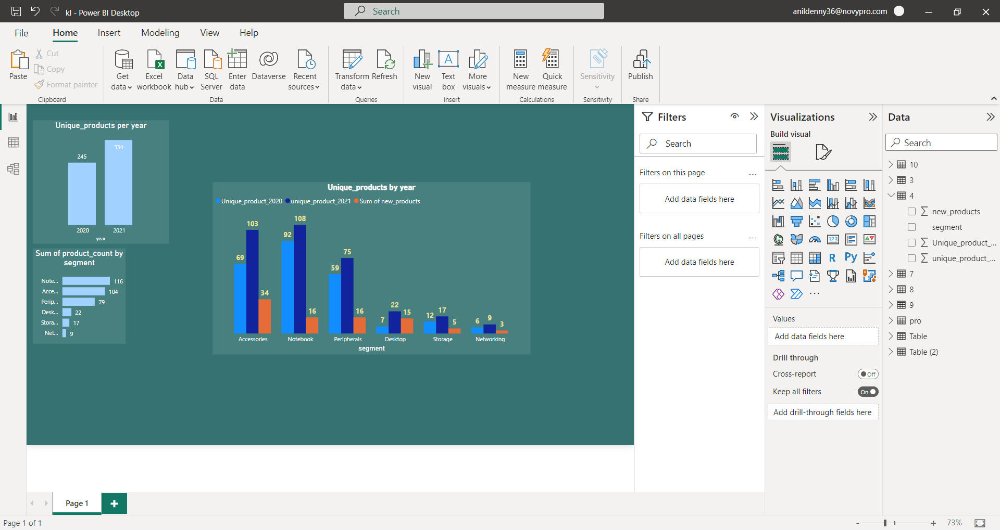 kl - Power BI Desktop
Search
anildenny36@novypro.com
File
Home
Insert
Modeling
View
Help
Paste
Cut
Copy
Format painter
Clipboard
Get data
Excel workbook
Data hub
SQL Server
Enter data
Dataverse
Recent sources
Data
Transform data
Refresh
Queries
New visual
Text box
More visuals
Insert
New measure
Quick measure
Calculations
Sensitivity
Sensitivity
Publish
Share
Unique_products per year
245
334
2020
2021
year
Sum of product_count by
segment
Note... 116
Acce... 104
Perip... 79
Desk... 22
Stora... 17
Net... 9
Unique_products by year
Unique_product_2020 unique_product_2021 Sum of new_products
69 103 34
92 108 16
59 75 16
7 22 15
12 17 5
6 9 3
Accessories Notebook Peripherals Desktop Storage Networking
segment
Filters
Search
Filters on this page ...
Add data fields here
Filters on all pages ...
Add data fields here
Visualizations
Build visual
123
R
Py
...
Values
Add data fields here
Drill through
Cross-report Off
Keep all filters On
Add drill-through fields here
Data
Search
10
3
4
new_products
segment
Unique_product_...
unique_product_...
7
8
9
pro
Table
Table (2)
Page 1
Page 1 of 1
- + 73%